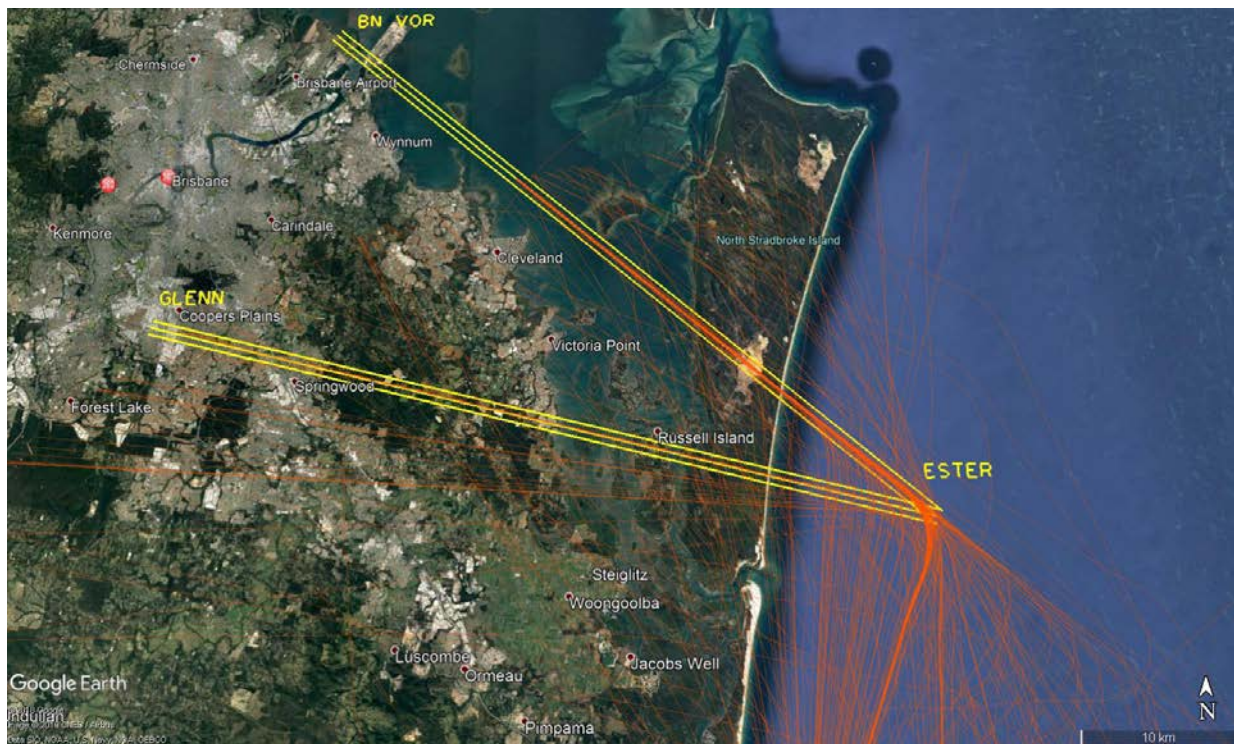 BN VOR
Chermside
Brisbane Airport
Wynnum
Brisbane
Carindale
Kenmore
North Stradbroke Island
Cleveland
GLENN
Coopers Plains
Victoria Point
Springwood
Forest Lake
Russell Island
ESTER
Steiglitz
Woongoolba
Luscombe
Jacobs Well
Ormeau
Google Earth
N
Pimpama
10 km